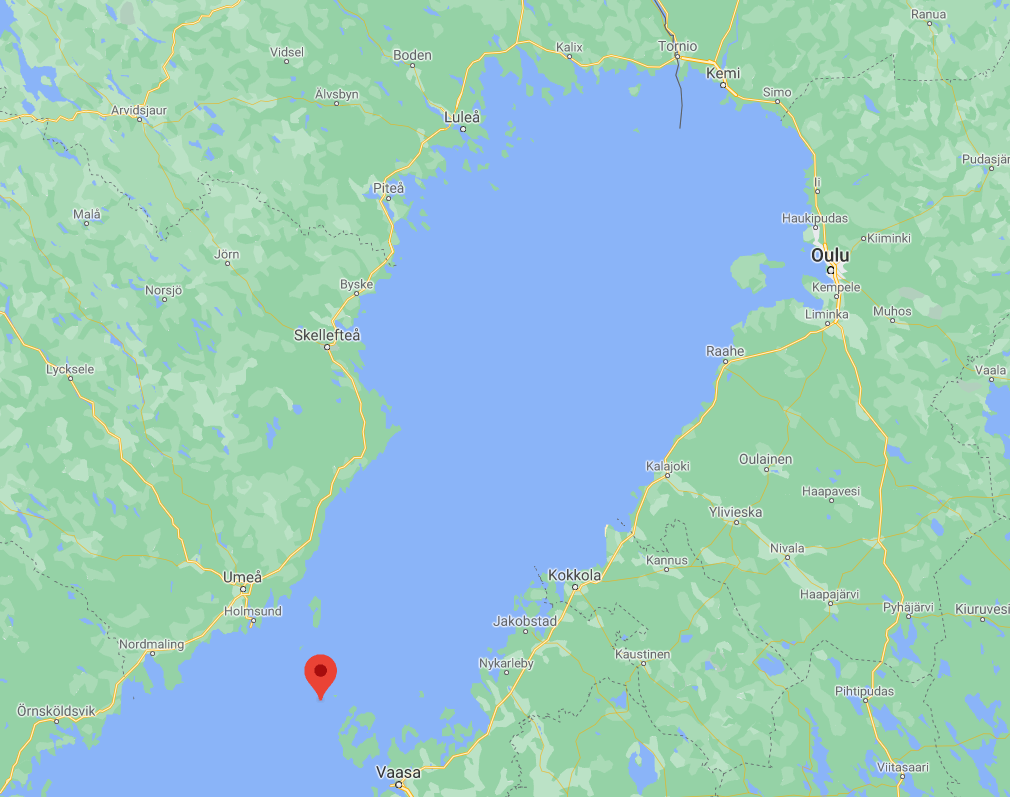 Ranua
Vidsel
Boden
Kalix
Tornio
Kemi
Älvsbyn
Simo
Arvidsjaur
Luleå
Pudasjär
Piteå
Ii
Malå
Haukipudas
Kiiminki
Jörn
Oulu
Byske
Kempele
Norsjö
Liminka
Muhos
Skellefteå
Raahe
Lycksele
Vaala
Kalajoki
Oulainen
Haapavesi
Ylivieska
Nivala
Kannus
Umeå
Kokkola
Haapajärvi
Holmsund
Pyhäjärvi
Kiuruvesi
Jakobstad
Nordmaling
Kaustinen
Nykarleby
Pihtipudas
Örnsköldsvik
Viitasaari
Vaasa